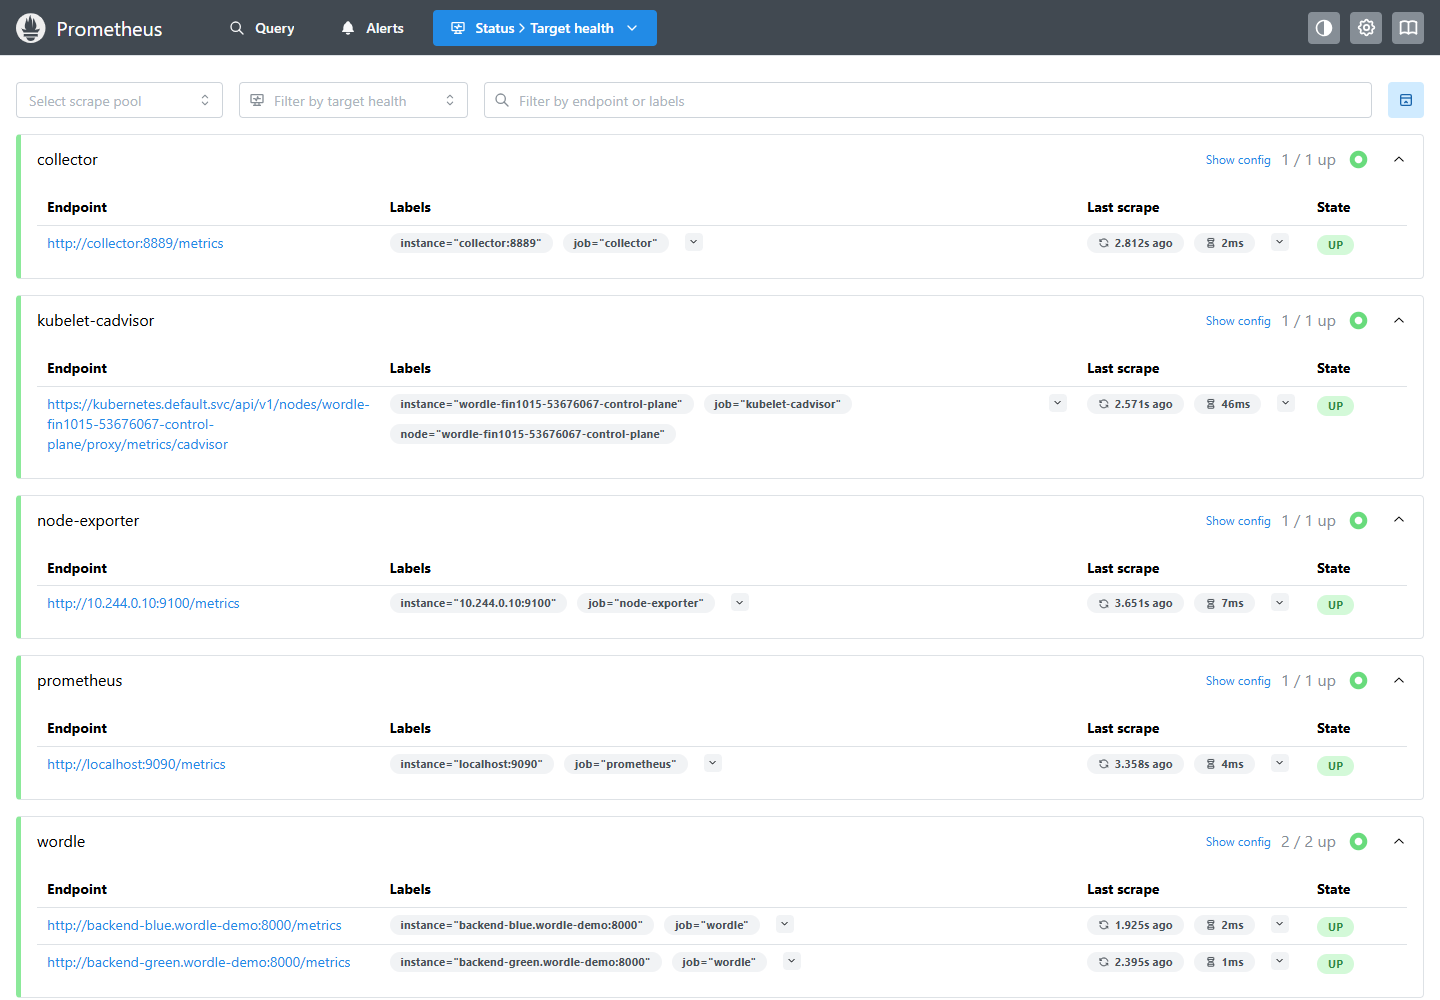 Prometheus Query Alerts Status > Target health
Select scrape pool Filter by target health Filter by endpoint or labels
collector Show config 1 / 1 up
Endpoint Labels Last scrape State
http://collector:8889/metrics instance="collector:8889" job="collector" 2.812s ago 2ms UP
kubelet-cadvisor Show config 1 / 1 up
Endpoint Labels Last scrape State
https://kubernetes.default.svc/api/v1/nodes/wordle- instance="wordle-fin1015-53676067-control-plane" job="kubelet-cadvisor" 2.571s ago 46ms UP
fin1015-53676067-control-
node="wordle-fin1015-53676067-control-plane"
plane/proxy/metrics/cadvisor
node-exporter Show config 1 / 1 up
Endpoint Labels Last scrape State
http://10.244.0.10:9100/metrics instance="10.244.0.10:9100" job="node-exporter" 3.651s ago 7ms UP
prometheus Show config 1 / 1 up
Endpoint Labels Last scrape State
http://localhost:9090/metrics instance="localhost:9090" job="prometheus" 3.358s ago 4ms UP
wordle Show config 2 / 2 up
Endpoint Labels Last scrape State
http://backend-blue.wordle-demo:8000/metrics instance="backend-blue.wordle-demo:8000" job="wordle" 1.925s ago 2ms UP
http://backend-green.wordle-demo:8000/metrics instance="backend-green.wordle-demo:8000" job="wordle" 2.395s ago 1ms UP